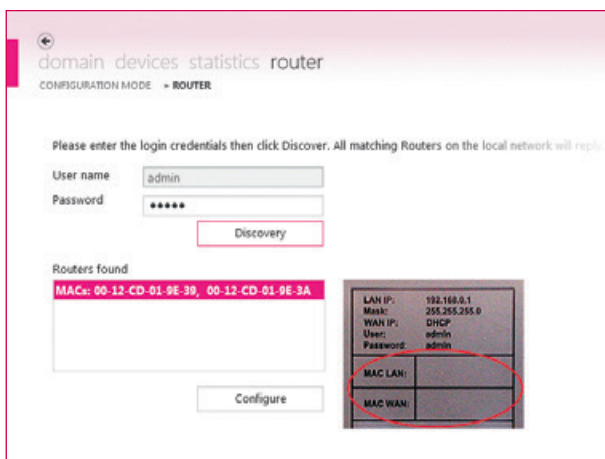 domain devices statistics router
CONFIGURATION MODE ▸ ROUTER
Please enter the login credentials then click Discover. All matching Routers on the local network will reply.
User name admin
Password •••••
Discovery
Routers found
MACs: 00-12-CD-01-9E-39, 00-12-CD-01-9E-3A
Configure
LAN IP: 192.168.0.1
Mask: 255.255.255.0
WAN IP: DHCP
User: admin
Password: admin
MAC LAN:
MAC WAN: